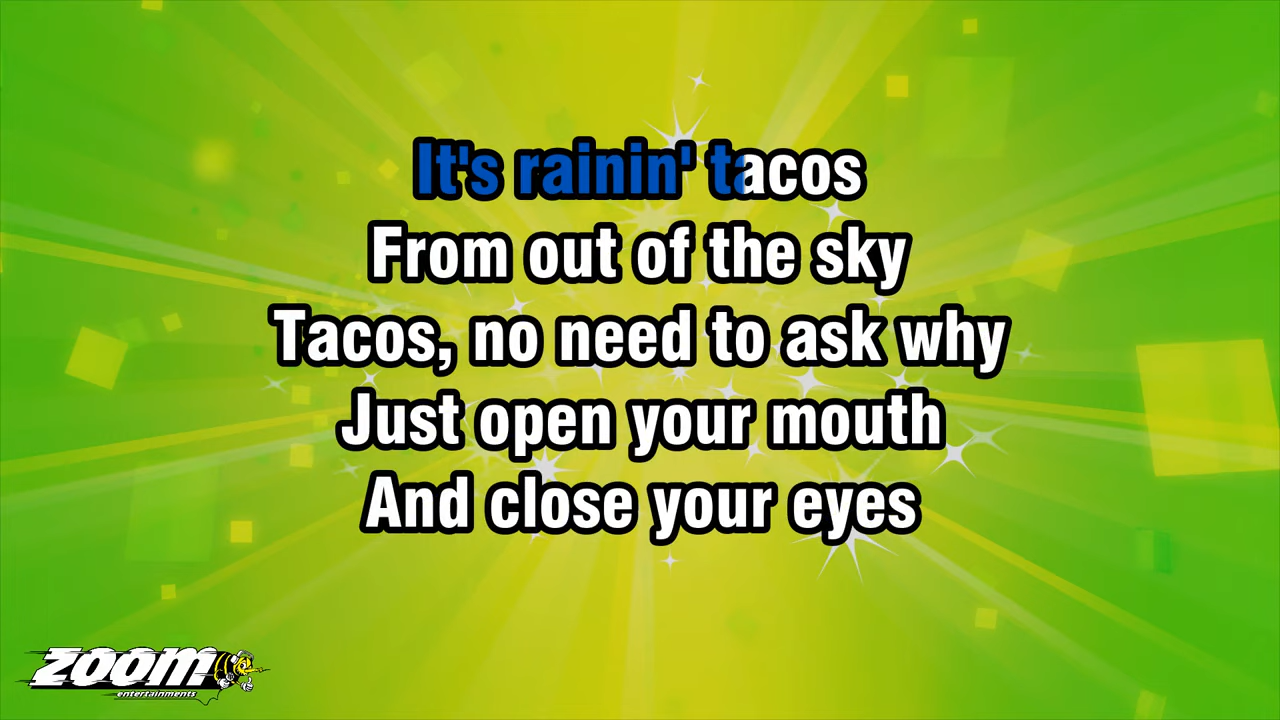 It's rainin' tacos
From out of the sky
Tacos, no need to ask why
Just open your mouth
And close your eyes
zoom
entertainments